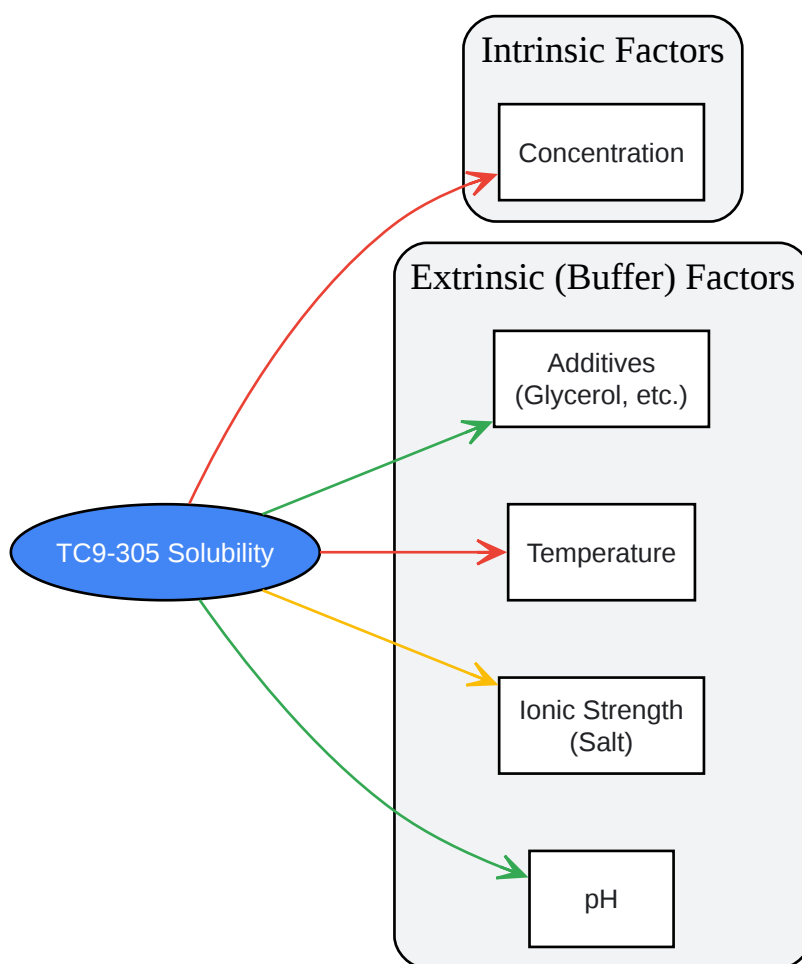 Intrinsic Factors
Concentration
Extrinsic (Buffer) Factors
Additives
(Glycerol, etc.)
TC9-305 Solubility
Temperature
Ionic Strength
(Salt)
pH